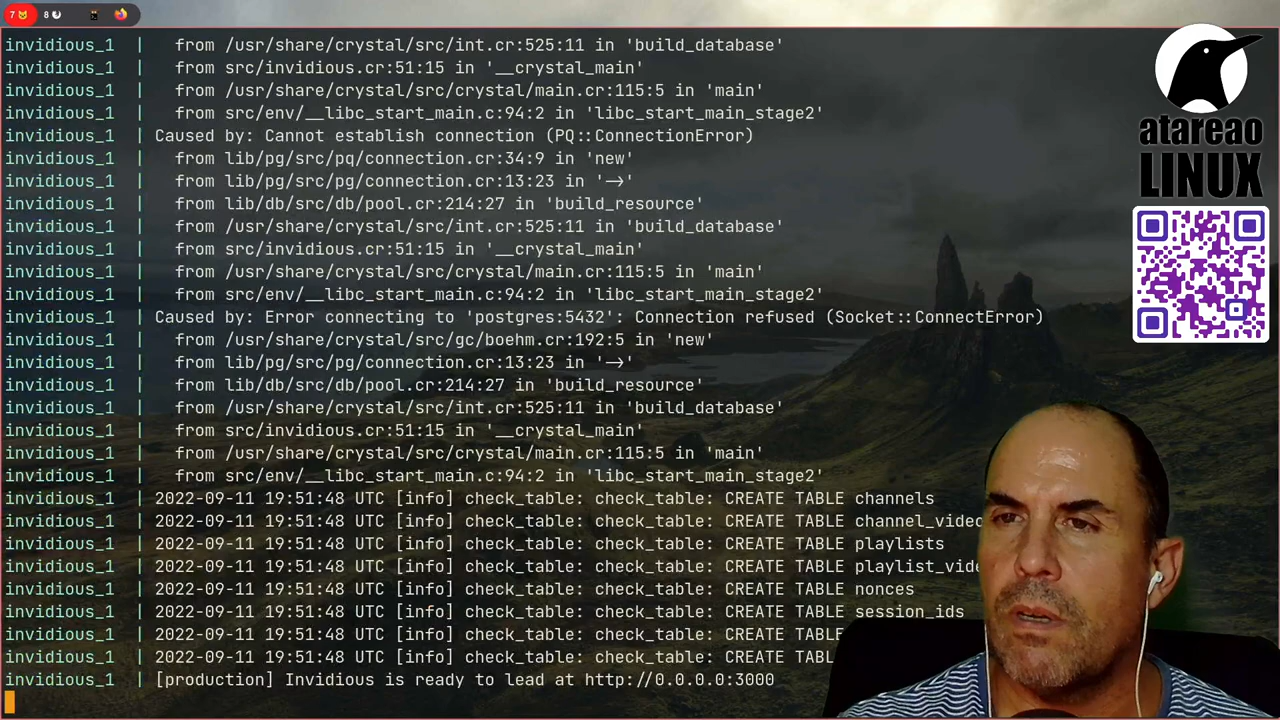 7 8
invidious_1 | from /usr/share/crystal/src/int.cr:525:11 in 'build_database'
invidious_1 | from src/invidious.cr:51:15 in '__crystal_main'
invidious_1 | from /usr/share/crystal/src/crystal/main.cr:115:5 in 'main'
invidious_1 | from src/env/__libc_start_main.c:94:2 in 'libc_start_main_stage2'
invidious_1 | Caused by: Cannot establish connection (PQ::ConnectionError)
invidious_1 | from lib/pg/src/pq/connection.cr:34:9 in 'new'
invidious_1 | from lib/pg/src/pg/connection.cr:13:23 in '->'
invidious_1 | from lib/db/src/db/pool.cr:214:27 in 'build_resource'
invidious_1 | from /usr/share/crystal/src/int.cr:525:11 in 'build_database'
invidious_1 | from src/invidious.cr:51:15 in '__crystal_main'
invidious_1 | from /usr/share/crystal/src/crystal/main.cr:115:5 in 'main'
invidious_1 | from src/env/__libc_start_main.c:94:2 in 'libc_start_main_stage2'
invidious_1 | Caused by: Error connecting to 'postgres:5432': Connection refused (Socket::ConnectError)
invidious_1 | from /usr/share/crystal/src/gc/boehm.cr:192:5 in 'new'
invidious_1 | from lib/pg/src/pg/connection.cr:13:23 in '->'
invidious_1 | from lib/db/src/db/pool.cr:214:27 in 'build_resource'
invidious_1 | from /usr/share/crystal/src/int.cr:525:11 in 'build_database'
invidious_1 | from src/invidious.cr:51:15 in '__crystal_main'
invidious_1 | from /usr/share/crystal/src/crystal/main.cr:115:5 in 'main'
invidious_1 | from src/env/__libc_start_main.c:94:2 in 'libc_start_main_stage2'
invidious_1 | 2022-09-11 19:51:48 UTC [info] check_table: check_table: CREATE TABLE channels
invidious_1 | 2022-09-11 19:51:48 UTC [info] check_table: check_table: CREATE TABLE channel_video
invidious_1 | 2022-09-11 19:51:48 UTC [info] check_table: check_table: CREATE TABLE playlists
invidious_1 | 2022-09-11 19:51:48 UTC [info] check_table: check_table: CREATE TABLE playlist_vide
invidious_1 | 2022-09-11 19:51:48 UTC [info] check_table: check_table: CREATE TABLE nonces
invidious_1 | 2022-09-11 19:51:48 UTC [info] check_table: check_table: CREATE TABLE session_ids
invidious_1 | 2022-09-11 19:51:48 UTC [info] check_table: check_table: CREATE TABLE
invidious_1 | 2022-09-11 19:51:48 UTC [info] check_table: check_table: CREATE TABL
invidious_1 | [production] Invidious is ready to lead at http://0.0.0.0:3000
atareao
LINUX